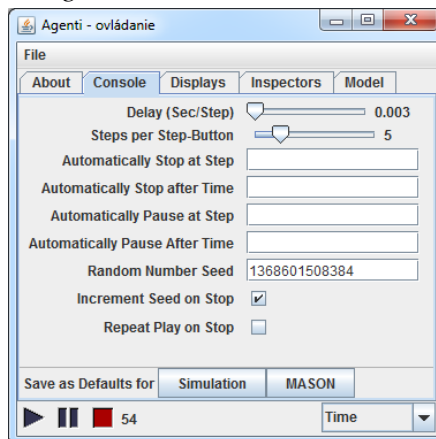 Agenti - ovládanie
File
About Console Displays Inspectors Model
Delay (Sec/Step) 0.003
Steps per Step-Button 5
Automatically Stop at Step
Automatically Stop after Time
Automatically Pause at Step
Automatically Pause After Time
Random Number Seed 1368601508384
Increment Seed on Stop
Repeat Play on Stop
Save as Defaults for Simulation MASON
54 Time